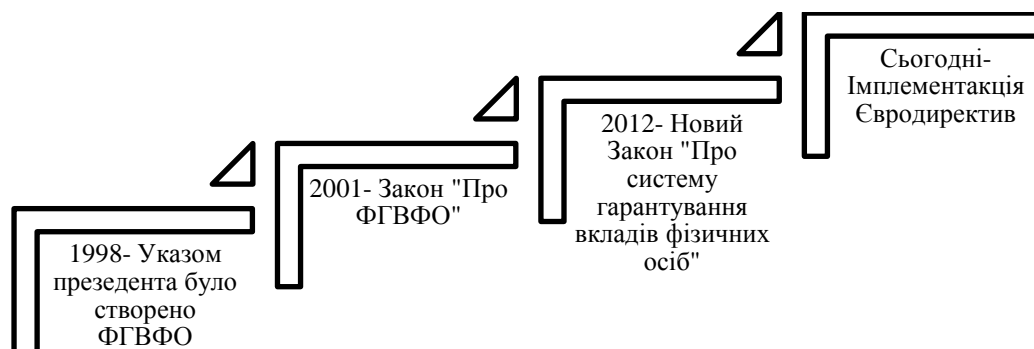 1998- Указом
презедента було
створено
ФГВФО
2001- Закон "Про
ФГВФО"
2012- Новий
Закон "Про
систему
гарантування
вкладів фізичних
осіб"
Сьогодні-
Імплементакція
Євродиректив